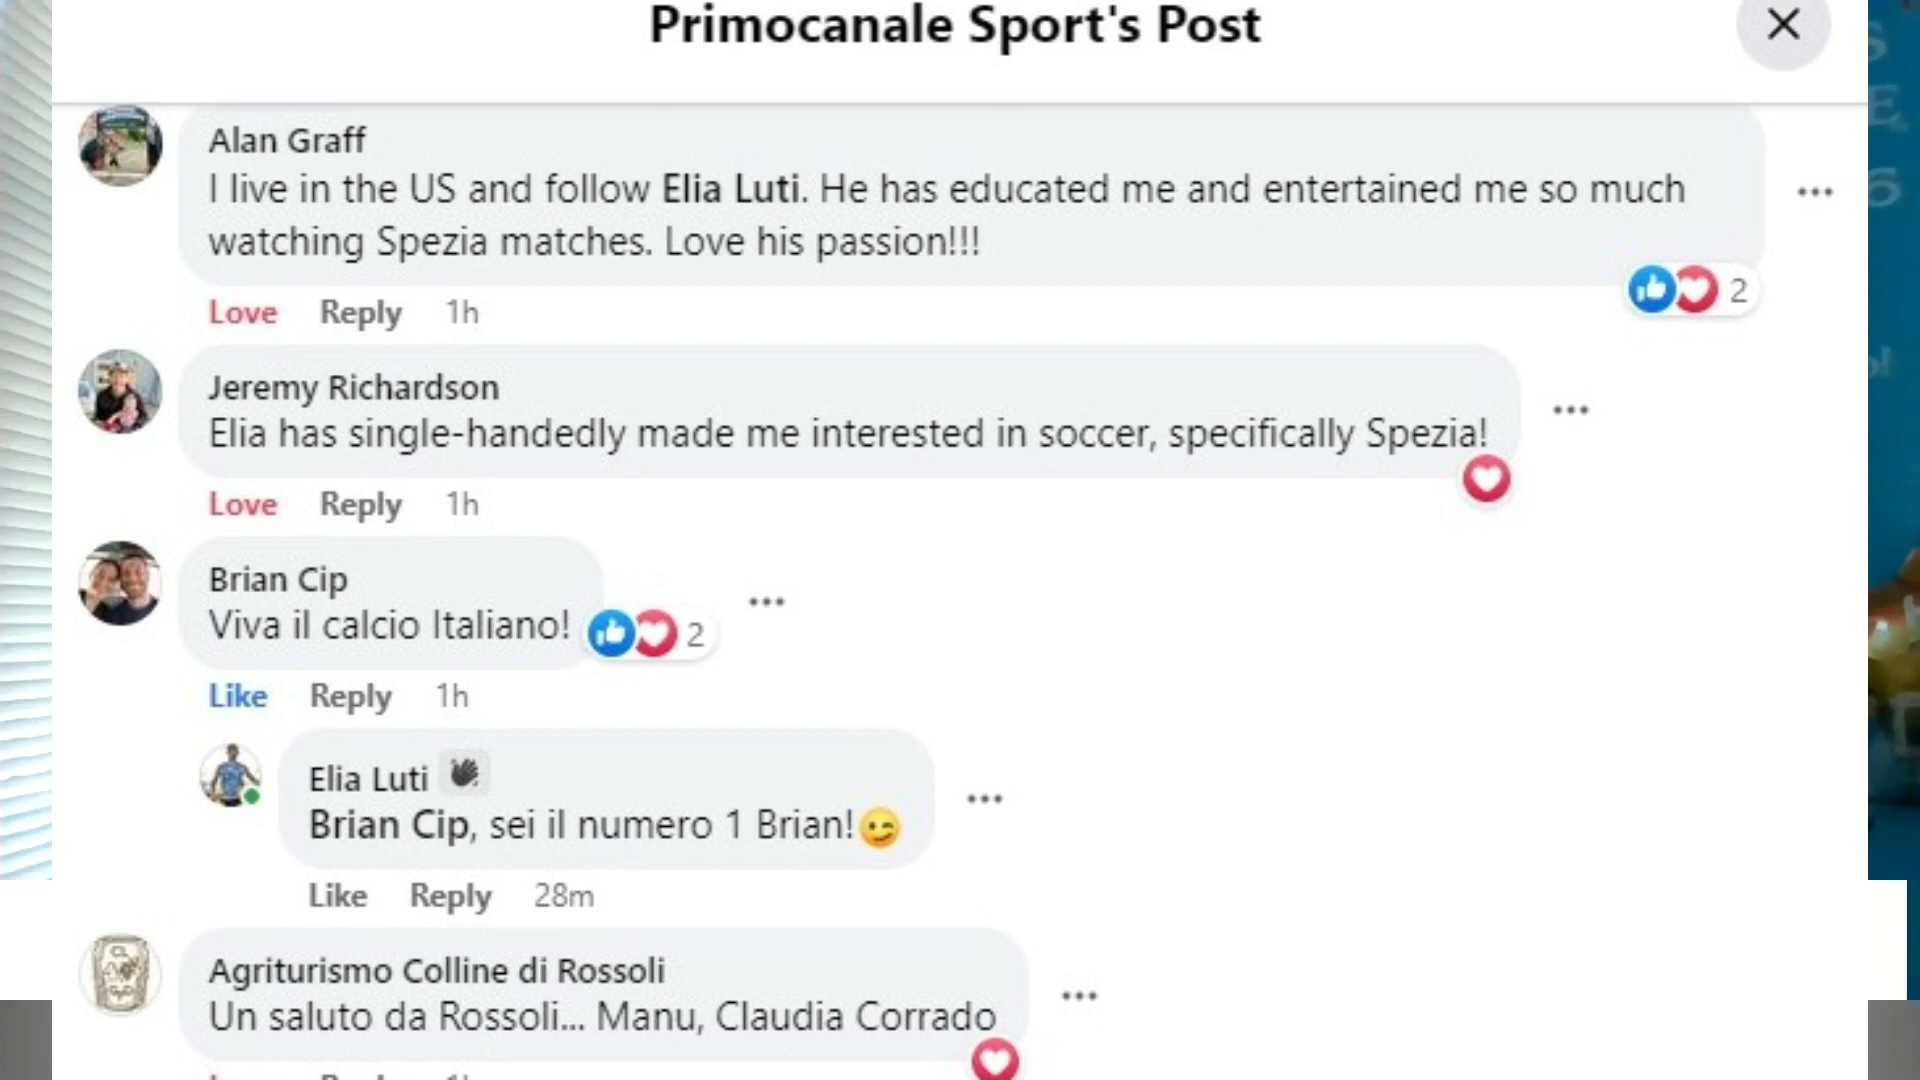 Primocanale Sport's Post
Alan Graff
I live in the US and follow Elia Luti. He has educated me and entertained me so much
watching Spezia matches. Love his passion!!!
2
Love Reply 1h
Jeremy Richardson
Elia has single-handedly made me interested in soccer, specifically Spezia!
Love Reply 1h
Brian Cip
Viva il calcio Italiano!
2
Like Reply 1h
Elia Luti
Brian Cip, sei il numero 1 Brian!😉
Like Reply 28m
Agriturismo Colline di Rossoli
Un saluto da Rossoli... Manu, Claudia Corrado